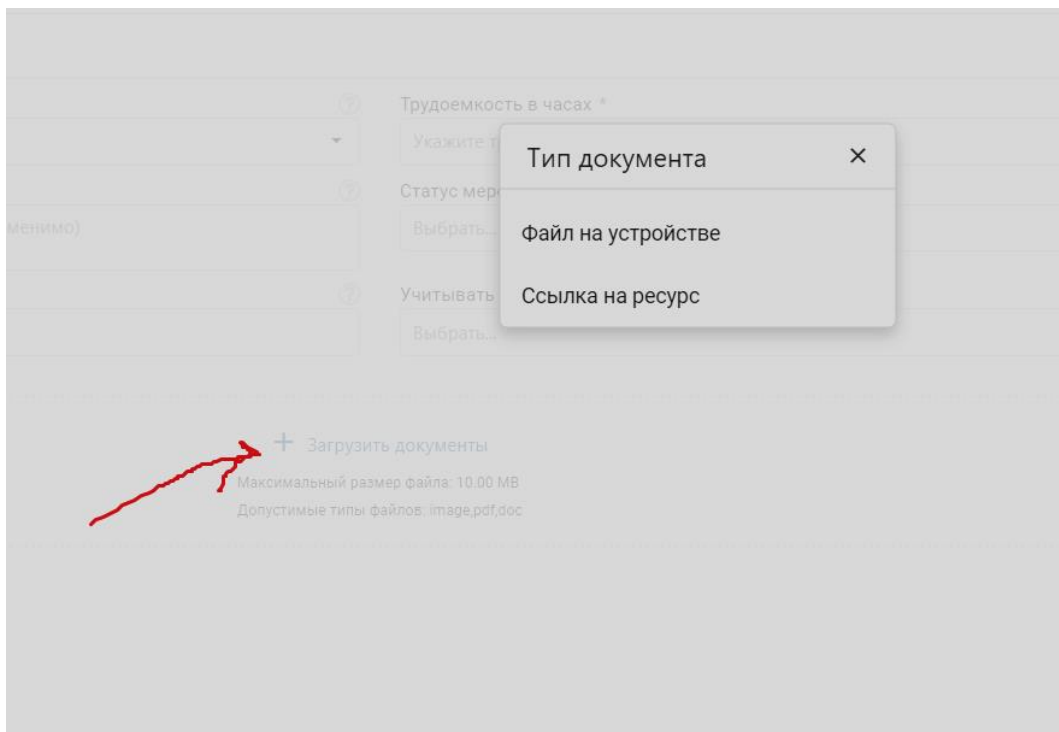 Трудоемкость в часах *
Укажите
Тип документа
Статус
менимо)
Выбрать...
Файл на устройстве
Ссылка на ресурс
Учитывать
Выбрать...
+ Загрузить документы
Максимальный размер файла: 10.00 MB
Допустимые типы файлов: image,pdf,doc